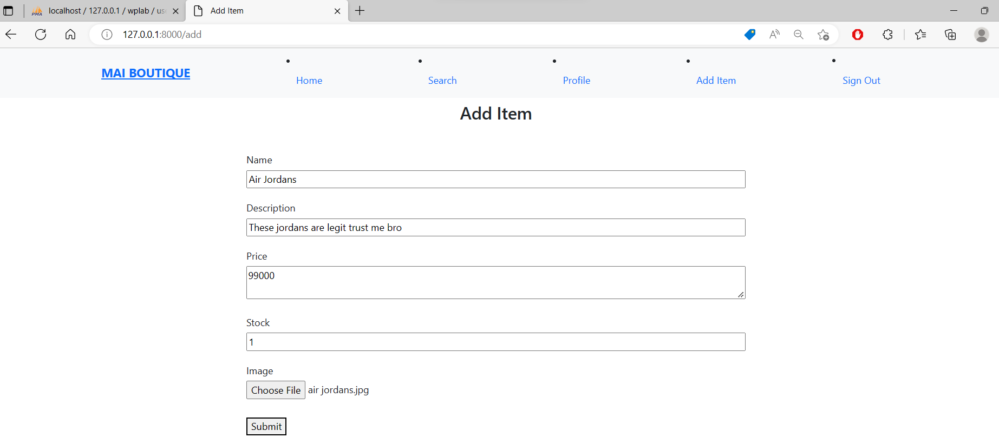 localhost / 127.0.0.1 / wplab / us
Add Item
127.0.0.1:8000/add
MAI BOUTIQUE
Home
Search
Profile
Add Item
Sign Out
Add Item
Name
Air Jordans
Description
These jordans are legit trust me bro
Price
99000
Stock
1
Image
Choose File air jordans.jpg
Submit